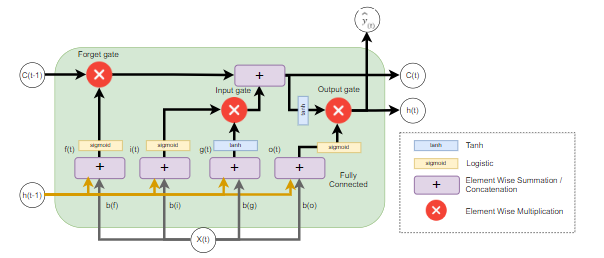 ŷ(t)
Forget gate
C(t-1)
+
C(t)
Input gate
Output gate
tanh
h(t)
f(t)
sigmoid
i(t)
sigmoid
g(t)
tanh
o(t)
sigmoid
+
+
+
+
Fully
Connected
h(t-1)
b(f)
b(i)
b(g)
b(o)
X(t)
tanh
Tanh
sigmoid
Logistic
+
Element Wise Summation /
Concatenation
Element Wise Multiplication